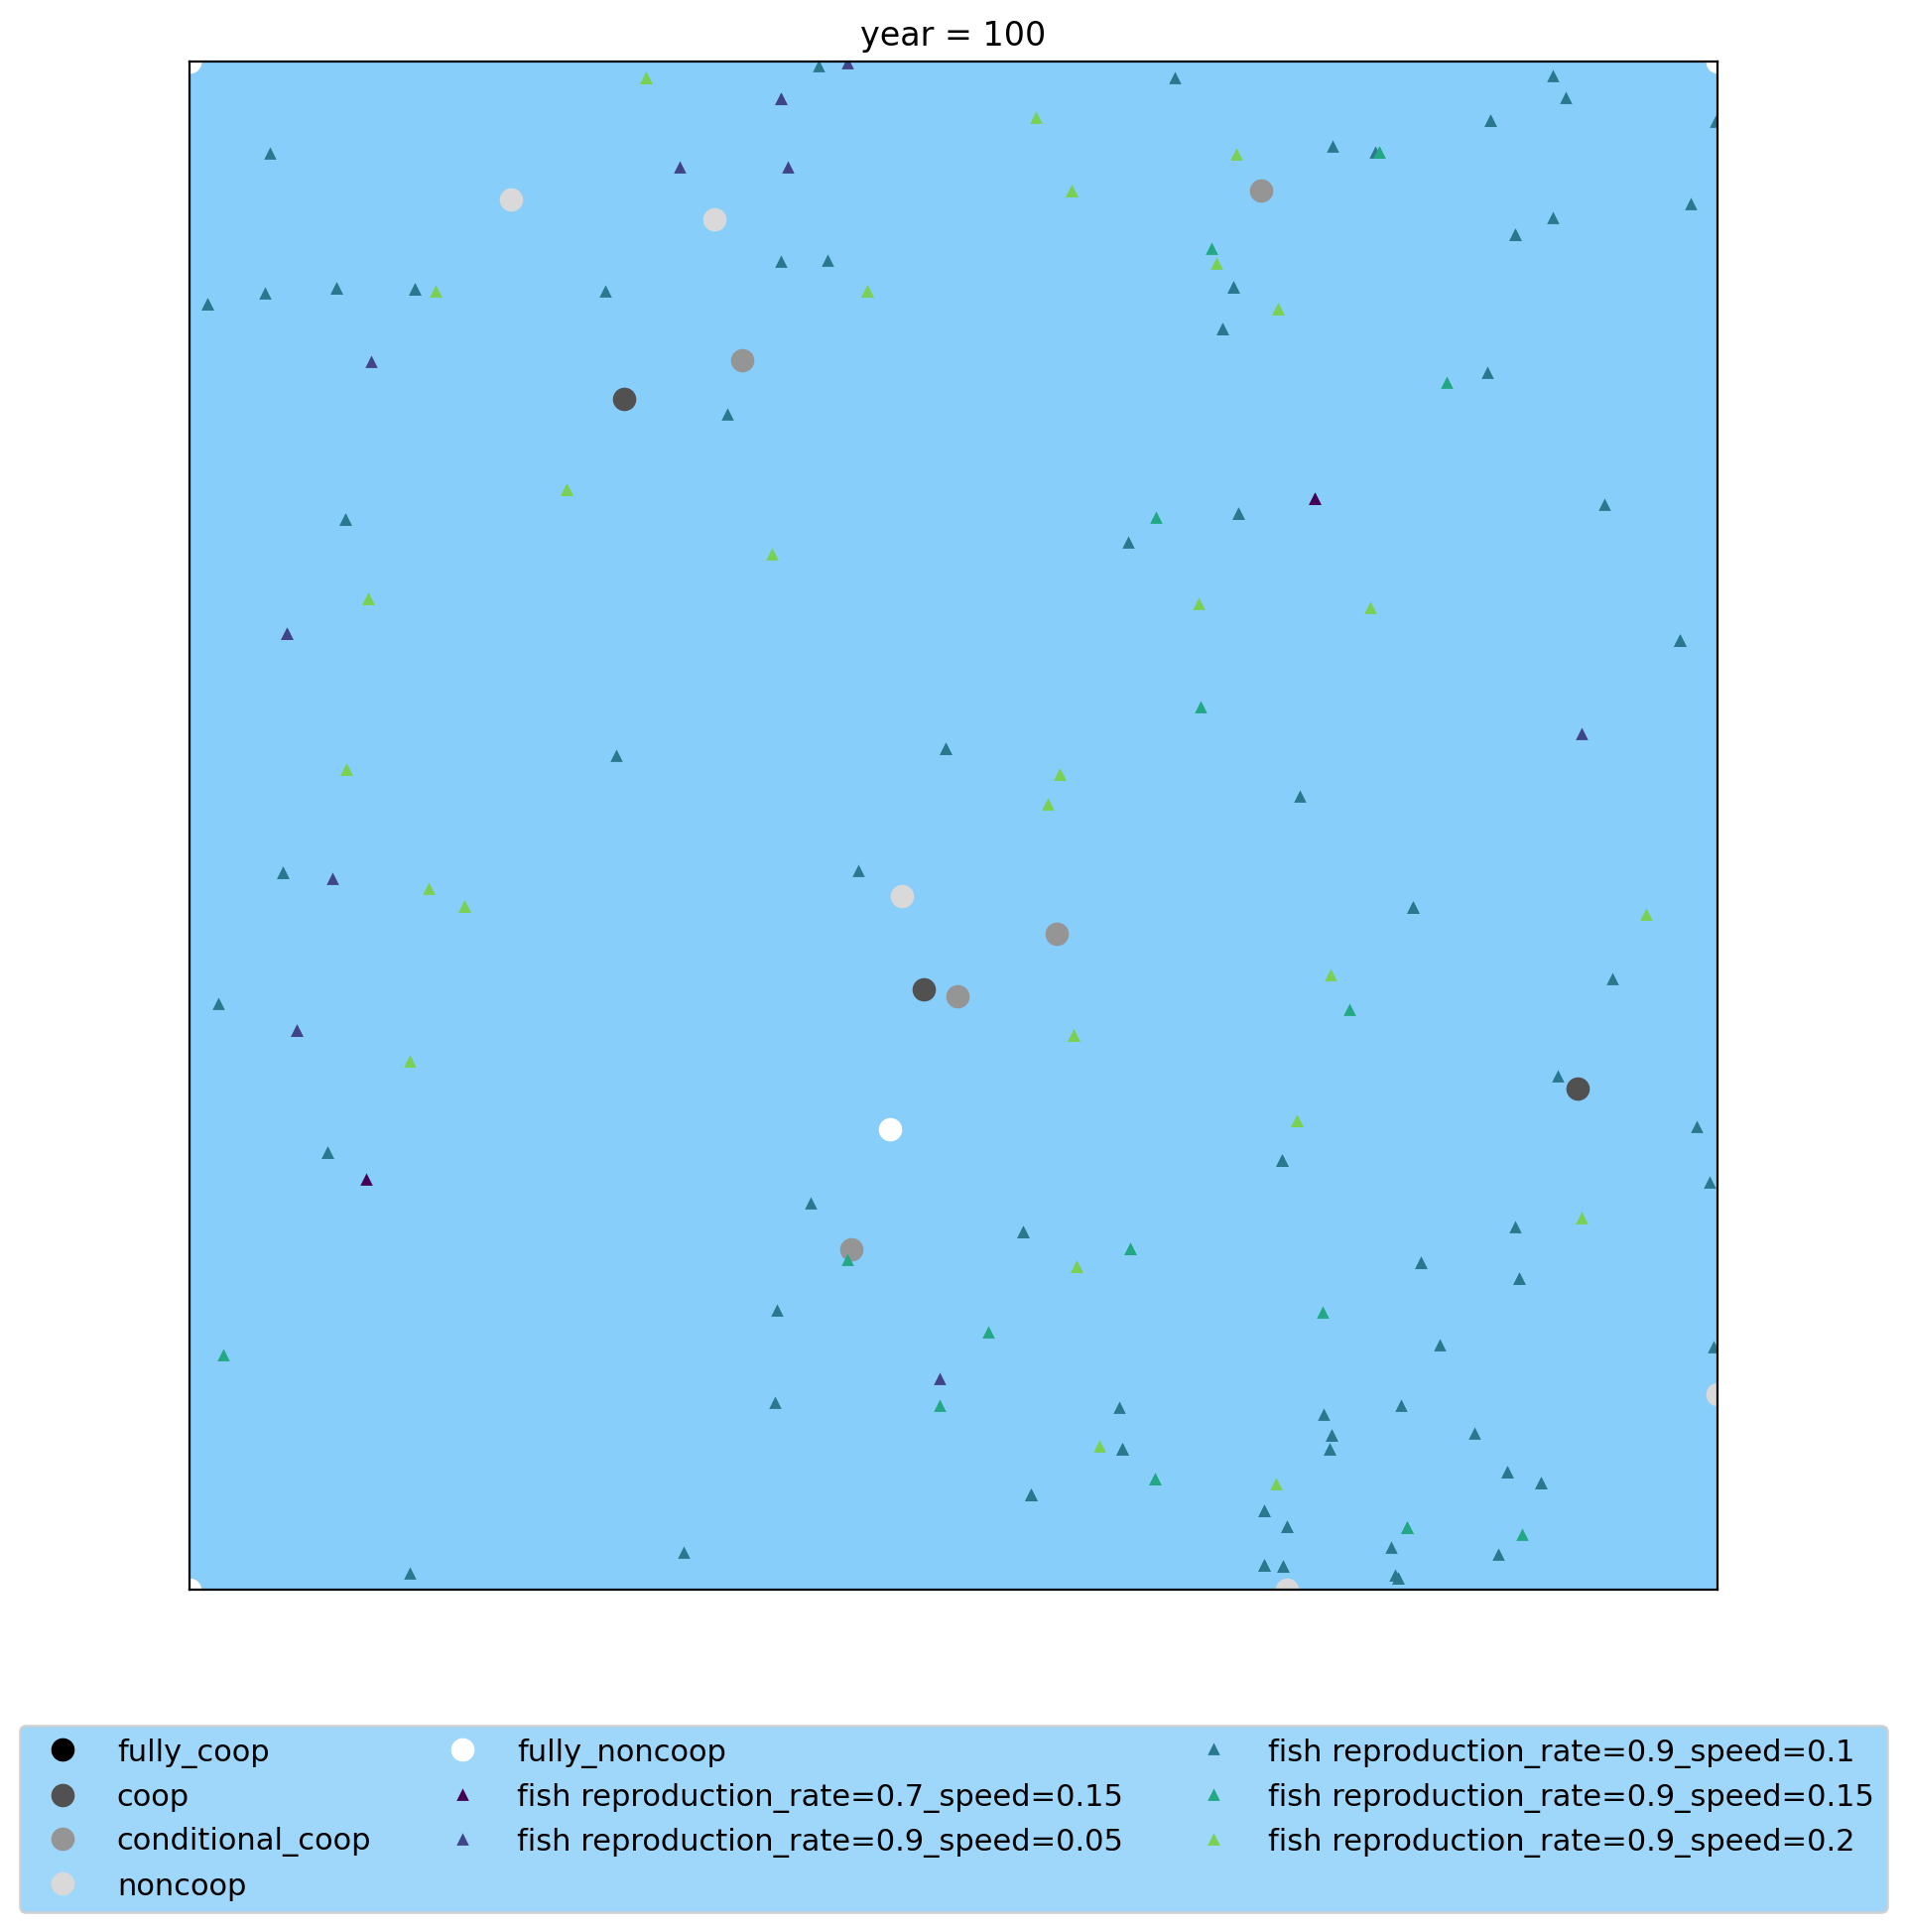 year = 100
fully_coop
coop
conditional_coop
noncoop
fully_noncoop
fish reproduction_rate=0.7_speed=0.15
fish reproduction_rate=0.9_speed=0.05
fish reproduction_rate=0.9_speed=0.1
fish reproduction_rate=0.9_speed=0.15
fish reproduction_rate=0.9_speed=0.2